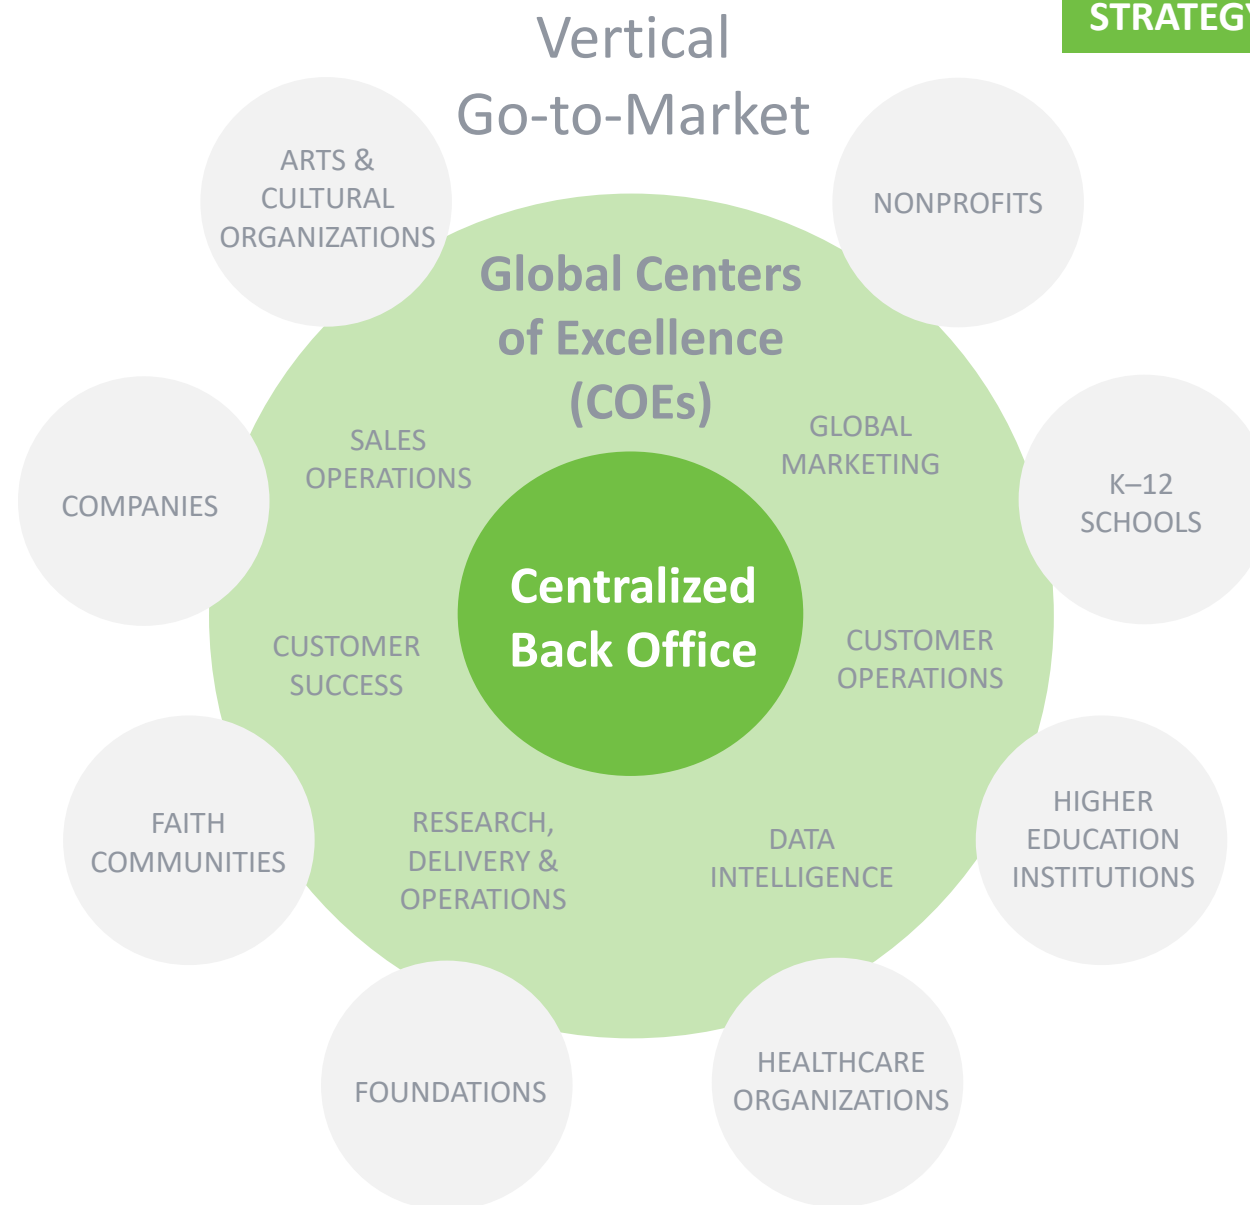 STRATEGY
Vertical
Go-to-Market
ARTS &
CULTURAL
ORGANIZATIONS
NONPROFITS
Global Centers
of Excellence
(COEs)
SALES
OPERATIONS
GLOBAL
MARKETING
COMPANIES
K–12
SCHOOLS
Centralized
Back Office
CUSTOMER
SUCCESS
CUSTOMER
OPERATIONS
FAITH
COMMUNITIES
RESEARCH,
DELIVERY &
OPERATIONS
DATA
INTELLIGENCE
HIGHER
EDUCATION
INSTITUTIONS
FOUNDATIONS
HEALTHCARE
ORGANIZATIONS